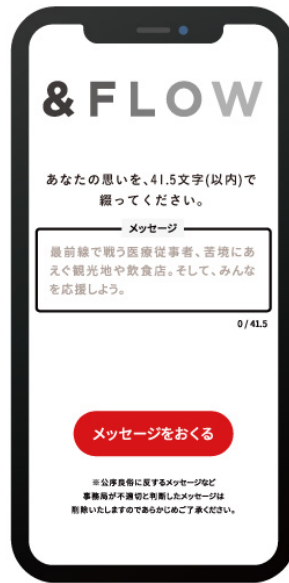 & FLOW
あなたの思いを、41.5文字(以内)で
綴ってください。
メッセージ
最前線で戦う医療従事者、苦境にあ
えぐ観光地や飲食店。そして、みんな
を応援しよう。
0 / 41.5
メッセージをおくる
※公序良俗に反するメッセージなど
事務局が不適切と判断したメッセージは
削除いたしますのであらかじめご了承ください。